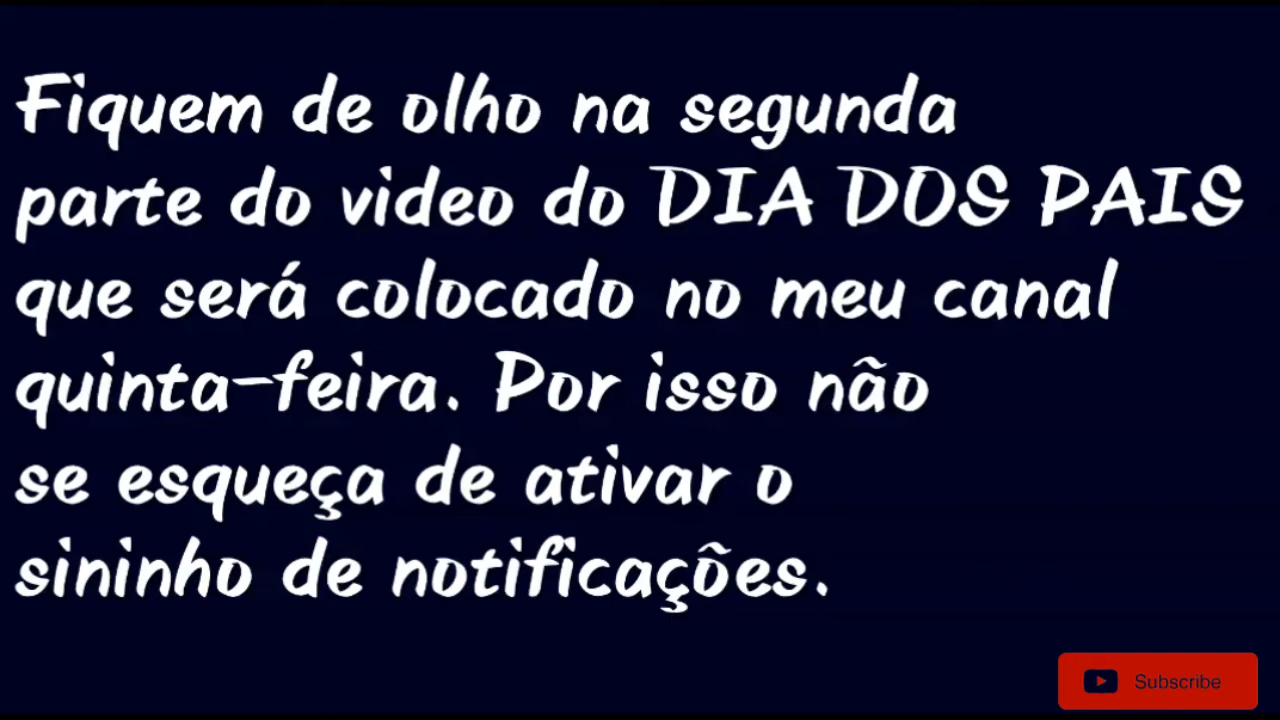 Fiquem de olho na segunda
parte do video do DIA DOS PAIS
que será colocado no meu canal
quinta-feira. Por isso não
se esqueça de ativar o
sininho de notificações.
Subscribe